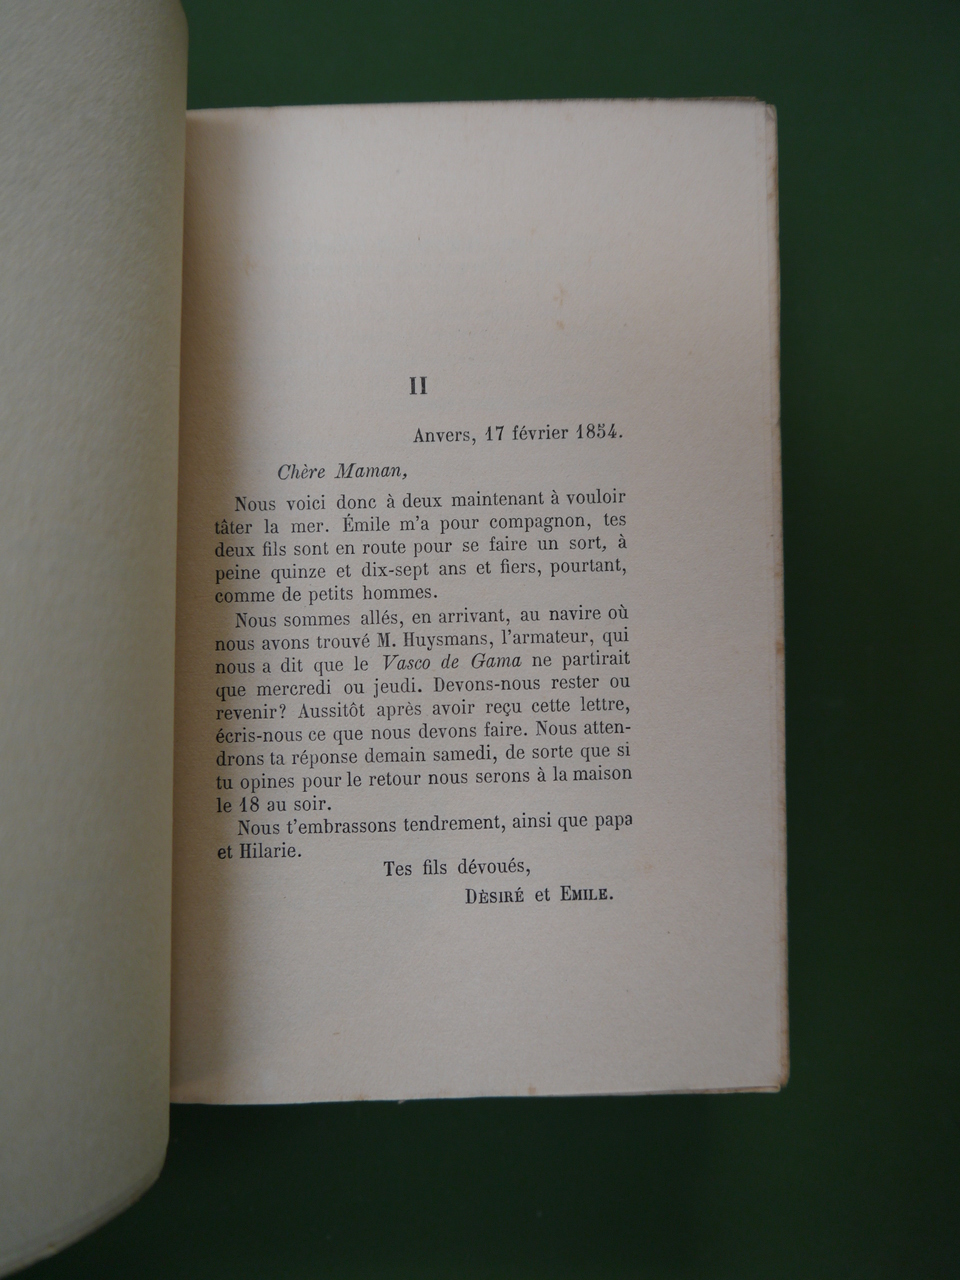 II
Anvers, 17 février 1854.
Chère Maman,
Nous voici donc à deux maintenant à vouloir
tâter la mer. Émile m'a pour compagnon, tes
deux fils sont en route pour se faire un sort, à
peine quinze et dix-sept ans et fiers, pourtant,
comme de petits hommes.
Nous sommes allés, en arrivant, au navire où
nous avons trouvé M. Huysmans, l'armateur, qui
nous a dit que le Vasco de Gama ne partirait
que mercredi ou jeudi. Devons-nous rester ou
revenir? Aussitôt après avoir reçu cette lettre,
écris-nous ce que nous devons faire. Nous atten-
drons ta réponse demain samedi, de sorte que si
tu opines pour le retour nous serons à la maison
le 18 au soir.
Nous t'embrassons tendrement, ainsi que papa
et Hilarie.
Tes fils dévoués,
DÈSIRÉ et EMILE.